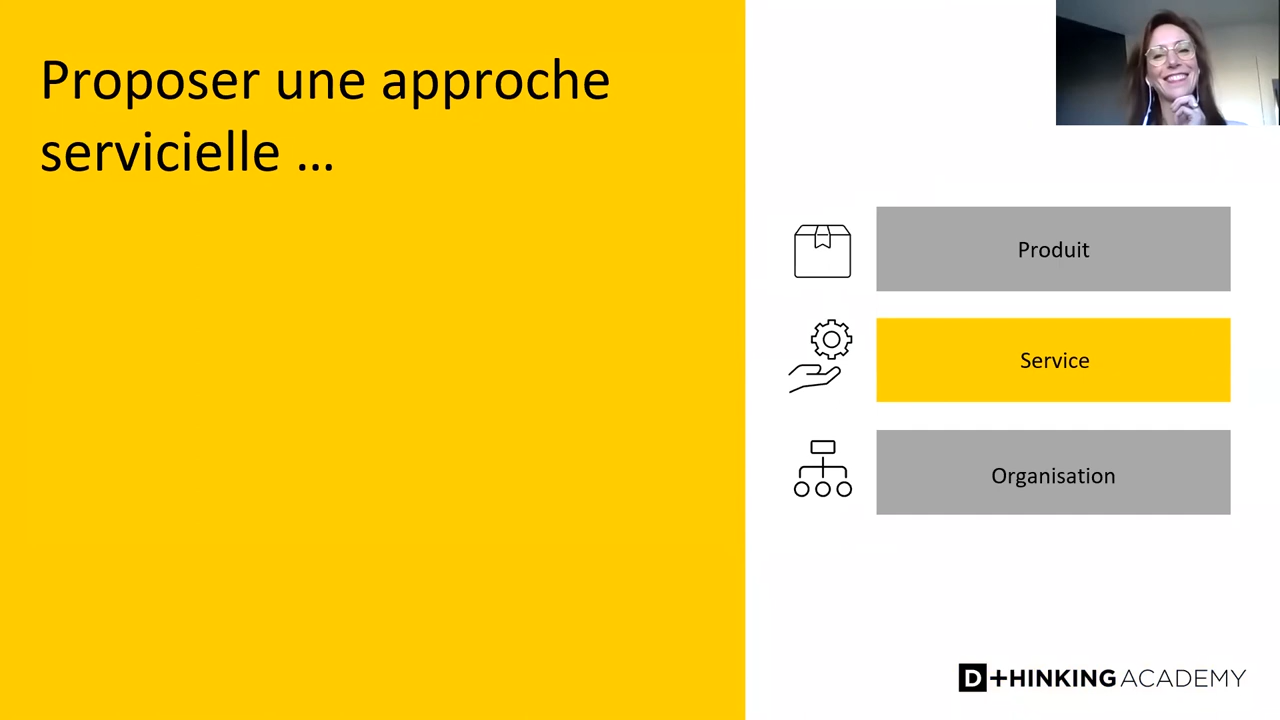 Proposer une approche
servicielle ...
Produit
Service
Organisation
D+HINKING ACADEMY